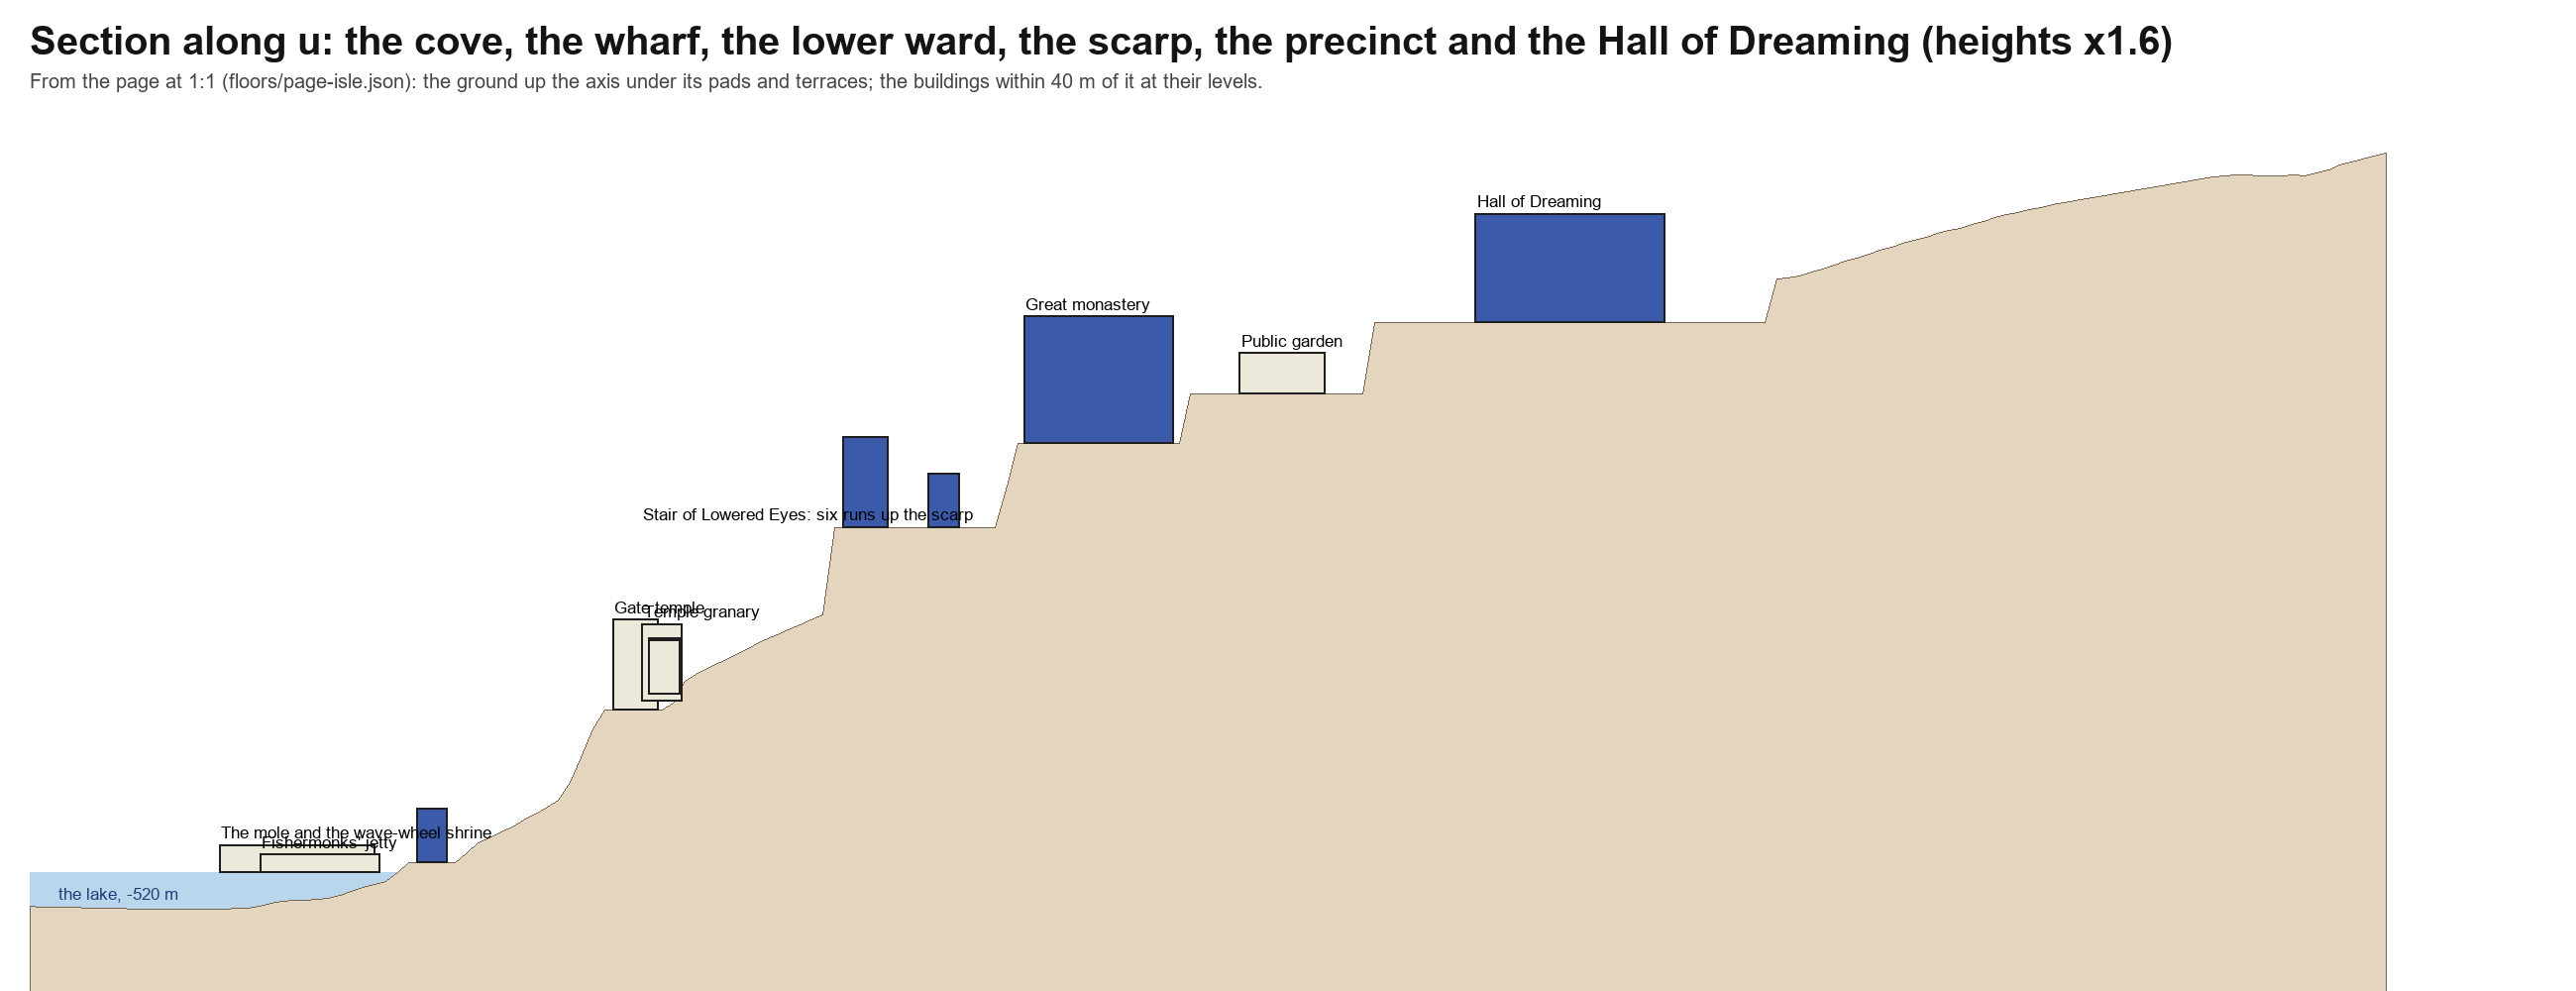 Section along u: the cove, the wharf, the lower ward, the scarp, the precinct and the Hall of Dreaming (heights x1.6)
From the page at 1:1 (floors/page-isle.json): the ground up the axis under its pads and terraces; the buildings within 40 m of it at their levels.
Hall of Dreaming
Great monastery
Public garden
Stair of Lowered Eyes: six runs up the scarp
Gate temple
Temple granary
The mole and the wave-wheel shrine
Fishermonks' jetty
the lake, -520 m